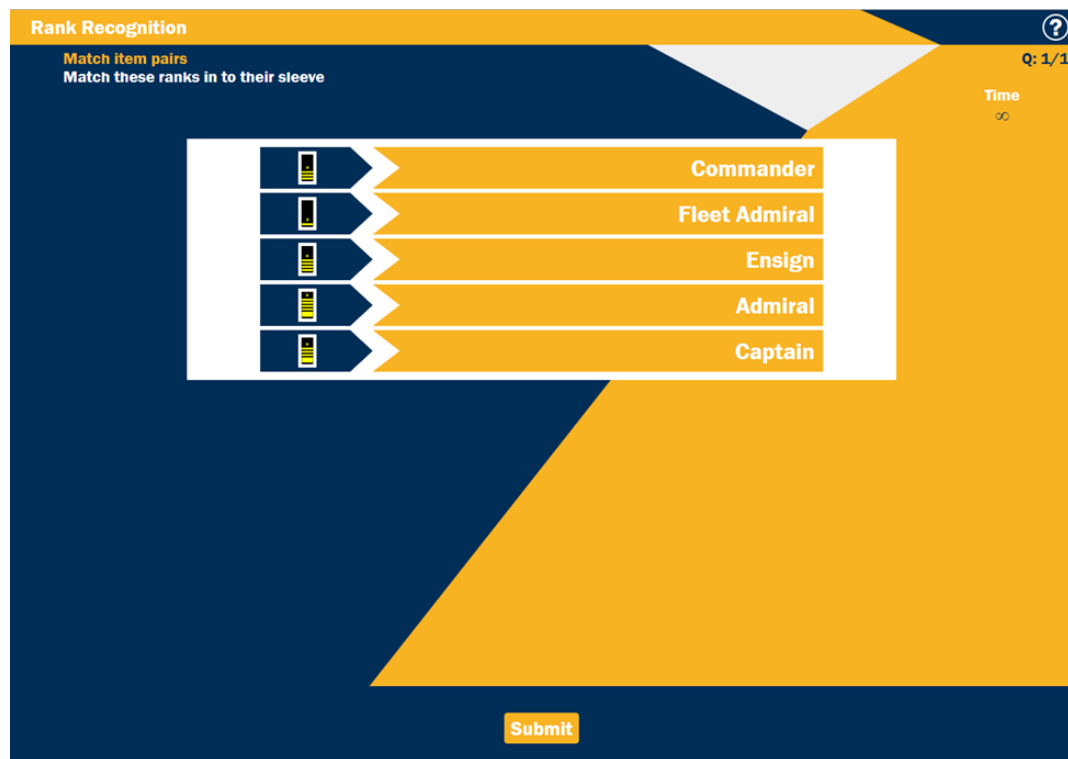 Rank Recognition
?
Match item pairs
Match these ranks in to their sleeve
Q: 1/1
Time
∞
Commander
Fleet Admiral
Ensign
Admiral
Captain
Submit